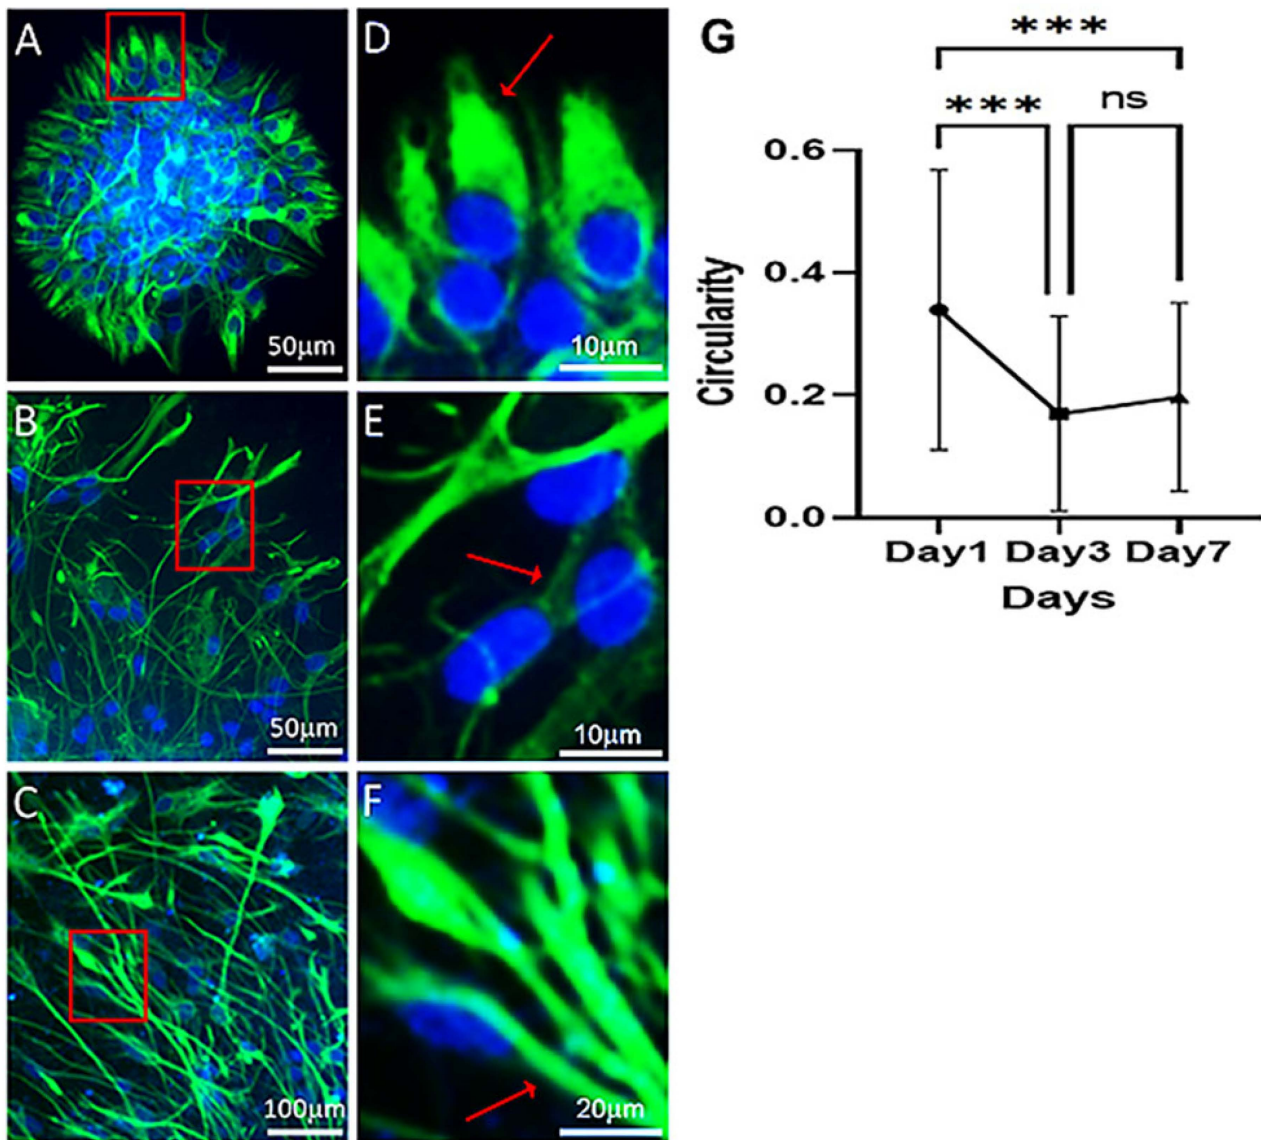 A
50μm
D
10μm
B
50μm
E
10μm
C
100μm
F
20μm
G
***
*** ns
0.6
0.4
0.2
0.0
Circularity
Day1 Day3 Day7
Days